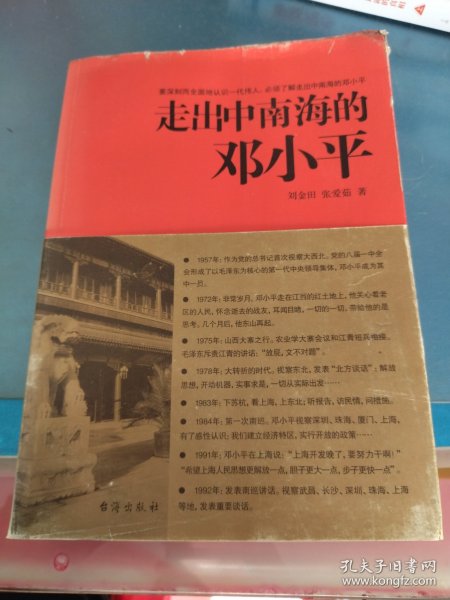 要深刻而全面地认识一代伟人，必须了解走出中南海的邓小平
走出中南海的
邓小平
刘金田 张爱茹 著
● 1957年：作为党的总书记首次视察大西北。党的八届一中全
会形成了以毛泽东为核心的第一代中央领导集体，邓小平成为其
中一员。
● 1972年：非常岁月，邓小平走在江西的红土地上，他关心着老
区的人民，怀念逝去的战友，耳闻目睹，一切的一切，带给他的是
思考，几个月后，他东山再起。
● 1975年：山西大寨之行。农业学大寨会议和江青短兵相接。
毛泽东斥责江青的讲话：“放屁，文不对题”。
● 1978年：大转折的时代。视察东北，发表“北方谈话”：解放
思想，开动机器，实事求是，一切从实际出发……
● 1983年：下苏杭，看上海，上东北；听报告，访民情，问措施。
● 1984年：第一次南巡。邓小平视察深圳、珠海、厦门、上海，
有了感性认识：我们建立经济特区，实行开放的政策……
● 1991年：邓小平在上海说：“上海开发晚了，要努力干啊！”
“希望上海人民思想更解放一点，胆子更大一点，步子更快一点”。
● 1992年：发表南巡讲话。视察武昌、长沙、深圳、珠海、上海
等地，发表重要谈话。
台海出版社
孔夫子旧书网
www.kongfz.com